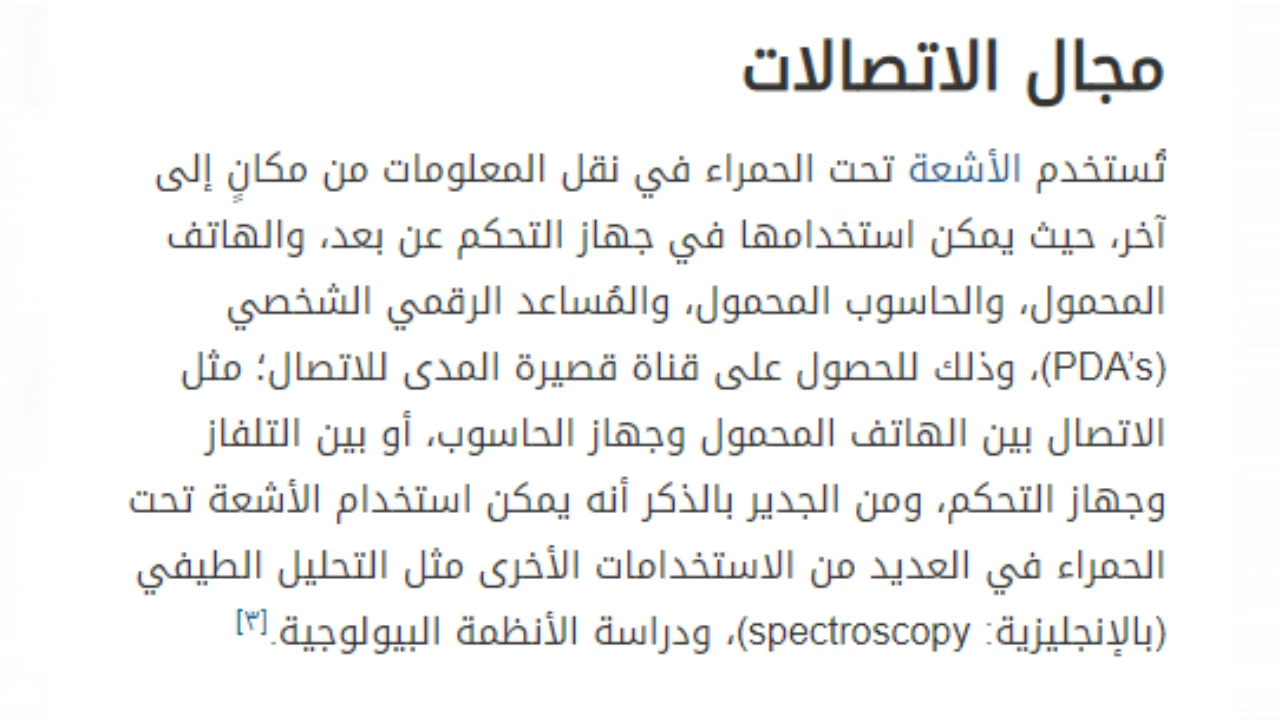 مجال الاتصالات
تُستخدم الأشعة تحت الحمراء في نقل المعلومات من مكانٍ إلى
آخر، حيث يمكن استخدامها في جهاز التحكم عن بعد، والهاتف
المحمول، والحاسوب المحمول، والمُساعد الرقمي الشخصي
(PDA’s)، وذلك للحصول على قناة قصيرة المدى للاتصال؛ مثل
الاتصال بين الهاتف المحمول وجهاز الحاسوب، أو بين التلفاز
وجهاز التحكم، ومن الجدير بالذكر أنه يمكن استخدام الأشعة تحت
الحمراء في العديد من الاستخدامات الأخرى مثل التحليل الطيفي
(بالإنجليزية: spectroscopy)، ودراسة الأنظمة البيولوجية.[٣]